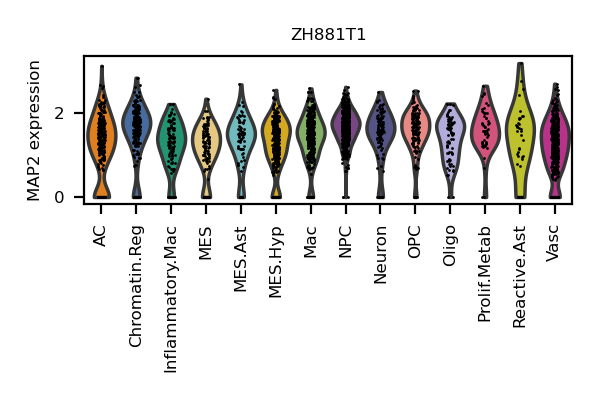 ZH881T1
MAP2 expression
2
0
AC
Chromatin.Reg
Inflammatory.Mac
MES
MES.Ast
MES.Hyp
Mac
NPC
Neuron
OPC
Oligo
Prolif.Metab
Reactive.Ast
Vasc